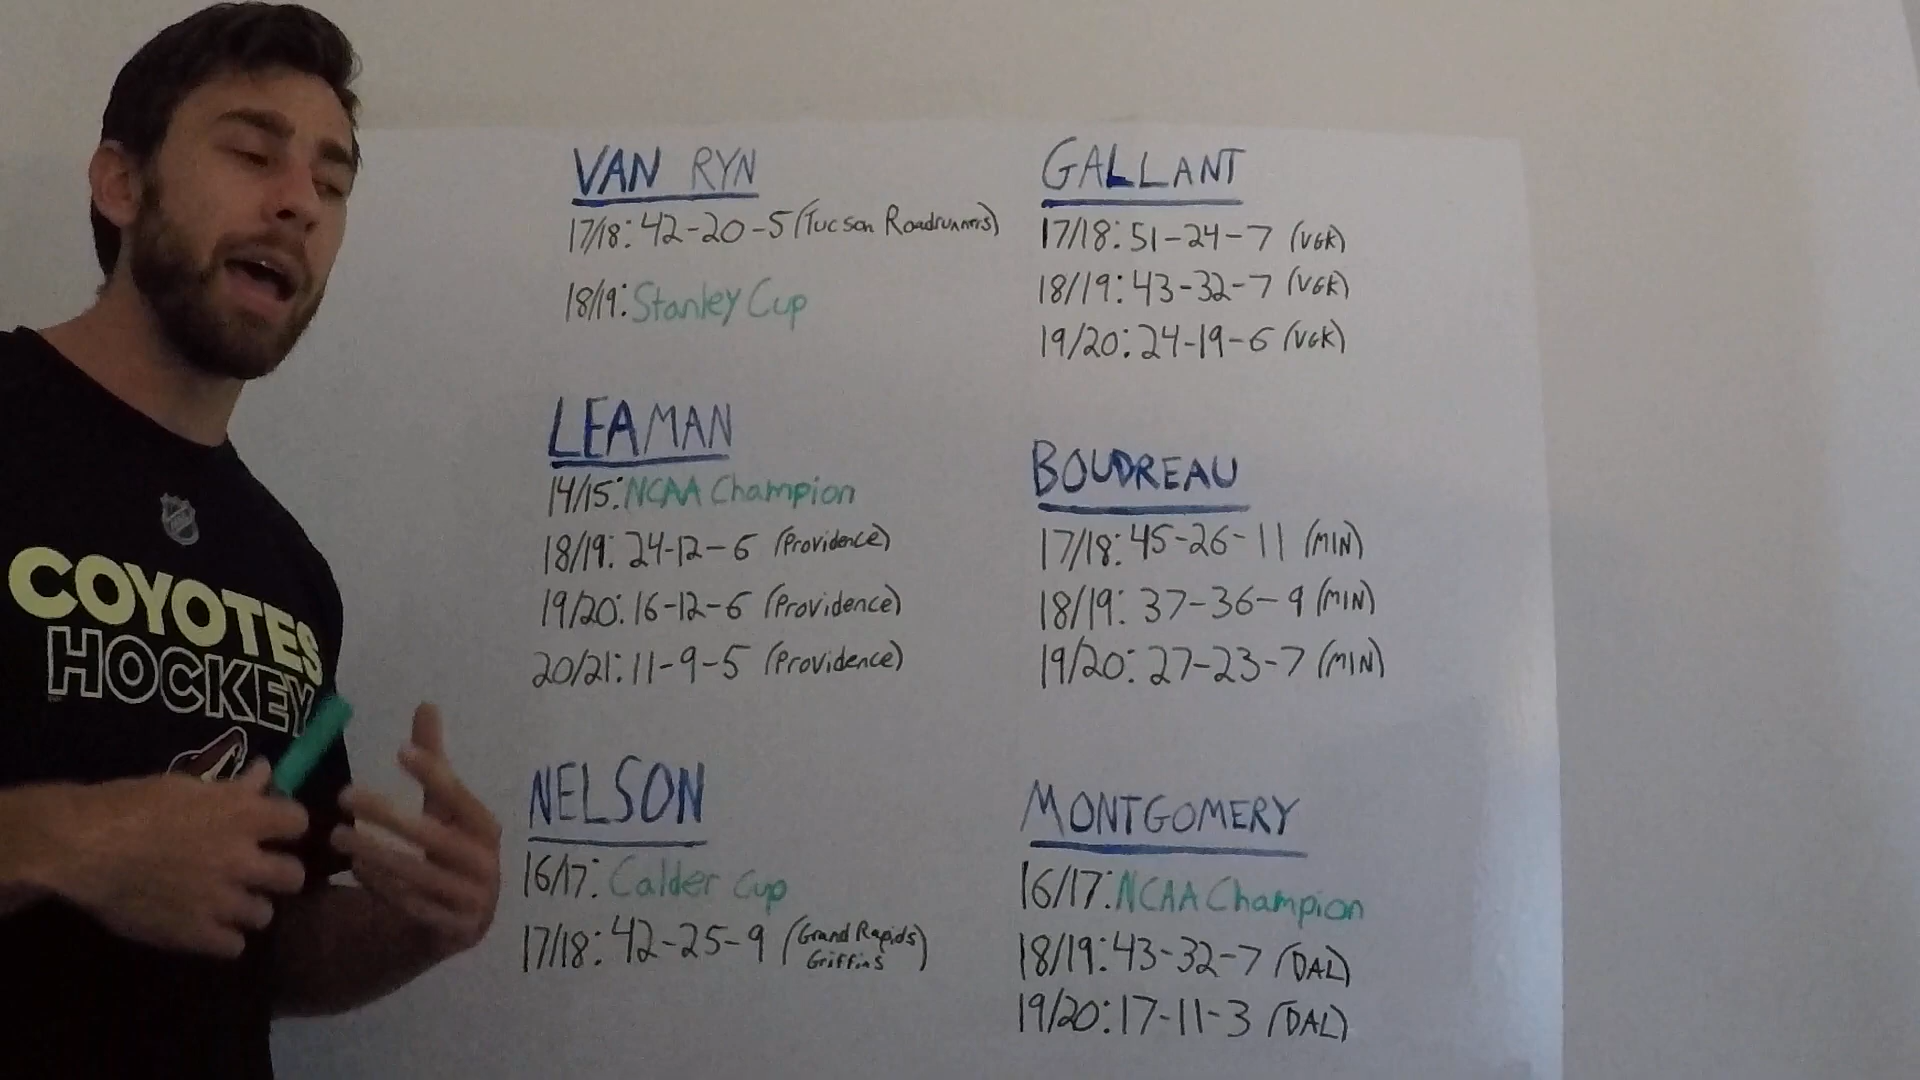 VAN RYN
17/18: 42-20-5 (Tucson Roadrunners)
18/19: Stanley Cup
LEAMAN
14/15: NCAA Champion
18/19: 24-12-6 (Providence)
19/20: 16-12-6 (Providence)
20/21: 11-9-5 (Providence)
NELSON
16/17: Calder Cup
17/18: 42-25-9 (Grand Rapids
Griffins)
GALLANT
17/18: 51-24-7 (VGK)
18/19: 43-32-7 (VGK)
19/20: 24-19-6 (VGK)
BOUDREAU
17/18: 45-26-11 (MIN)
18/19: 37-36-9 (MIN)
19/20: 27-23-7 (MIN)
MONTGOMERY
16/17: NCAA Champion
18/19: 43-32-7 (DAL)
19/20: 17-11-3 (DAL)
NHL
COYOTES
HOCKEY